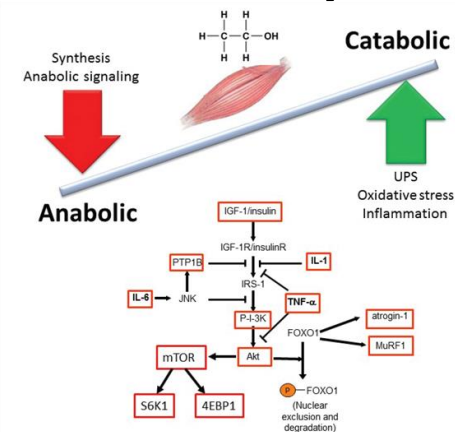 H H
H—C—C—OH
H H
Catabolic
Synthesis
Anabolic signaling
UPS
Oxidative stress
Inflammation
Anabolic
IGF-1/insulin
IGF-1R/insulinR
PTP1B
IL-1
IRS-1
IL-6
JNK
TNF-α.
P-I-3K
atrogin-1
FOXO1
MuRF1
mTOR
Akt
P—FOXO1
(Nuclear
exclusion and
degradation)
S6K1
4EBP1